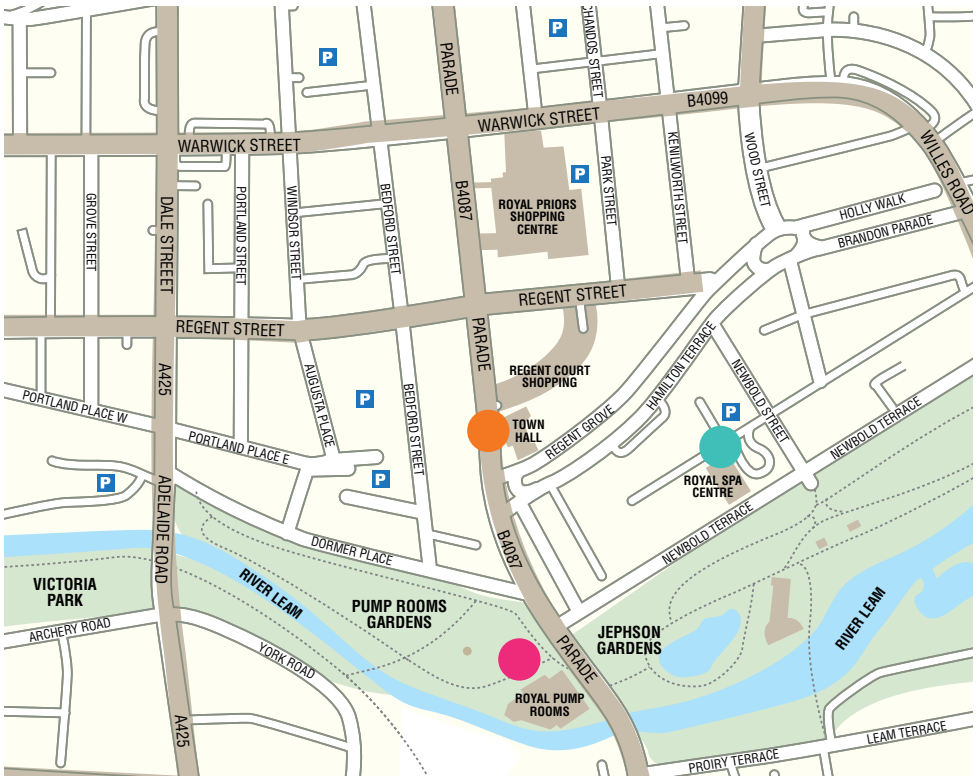 PARADE
P
P
CHANDOS STREET
B4099
WARWICK STREET
WARWICK STREET
WILLES ROAD
GROVE STREET
DALE STREEET
PORTLAND STREET
WINDSOR STREET
BEDFORD STREET
B4087
ROYAL PRIORS
SHOPPING
CENTRE
P
PARK STREET
KENILWORTH STREET
WOOD STREET
HOLLY WALK
BRANDON PARADE
REGENT STREET
REGENT STREET
A425
PARADE
AUGUSTA PLACE
P
BEDFORD STREET
REGENT COURT
SHOPPING
HAMILTON TERRACE
NEWBOLD STREET
PORTLAND PLACE W
PORTLAND PLACE E
TOWN
HALL
REGENT GROVE
P
NEWBOLD TERRACE
P
P
ADELAIDE ROAD
ROYAL SPA
CENTRE
NEWBOLD TERRACE
DORMER PLACE
B4087
VICTORIA
PARK
RIVER LEAM
PUMP ROOMS
GARDENS
JEPHSON
GARDENS
RIVER LEAM
ARCHERY ROAD
YORK ROAD
PARADE
ROYAL PUMP
ROOMS
A425
PROIRY TERRACE
LEAM TERRACE